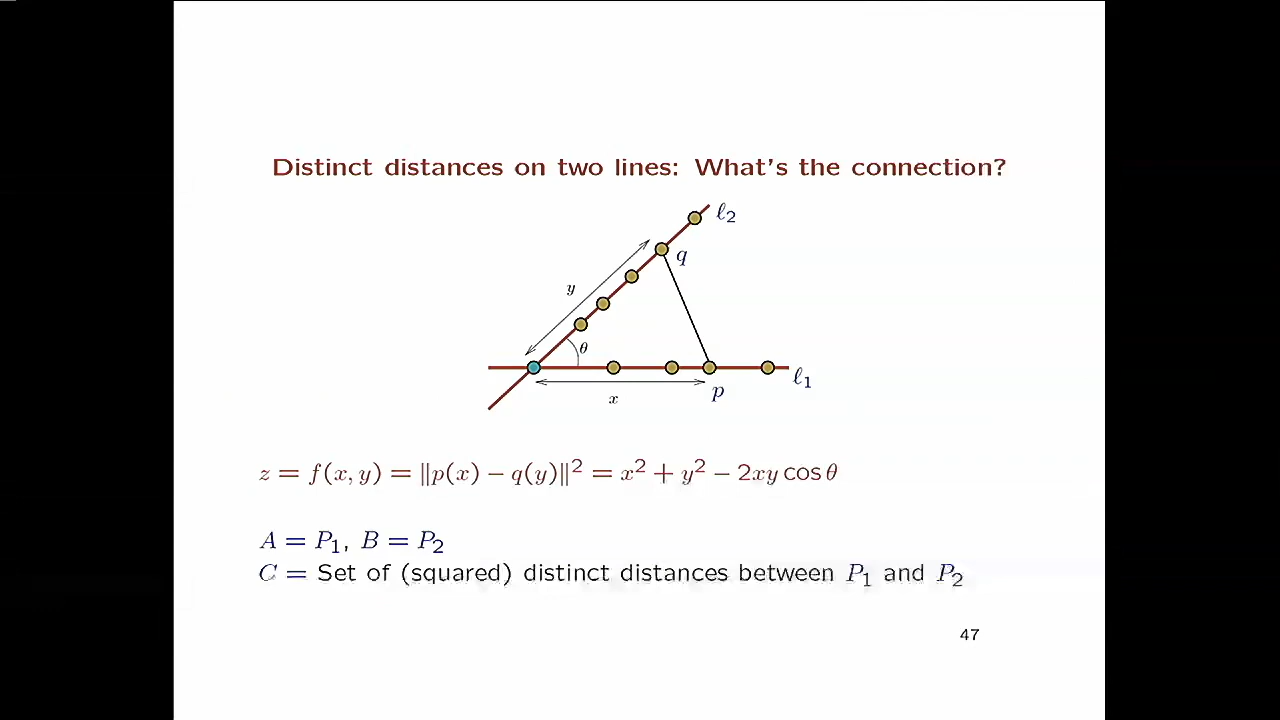 Distinct distances on two lines: What's the connection?
ℓ₂
q
y
θ
ℓ₁
p
x
z = f(x, y) = ‖p(x) − q(y)‖² = x² + y² − 2xy cos θ
A = P₁, B = P₂
C = Set of (squared) distinct distances between P₁ and P₂
47